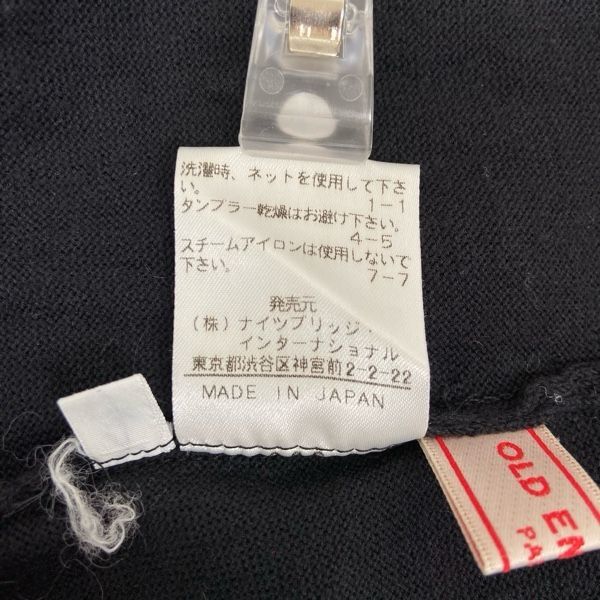 洗濯時、ネットを使用して下さ
い。
1-1
タンブラー乾燥はお避け下さい。
4-5
スチームアイロンは使用しないで
下さい。
7-7
発売元
(株)ナイツブリッジ・
インターナショナル
東京都渋谷区神宮前2-2-22
MADE IN JAPAN
OLD EN
PA